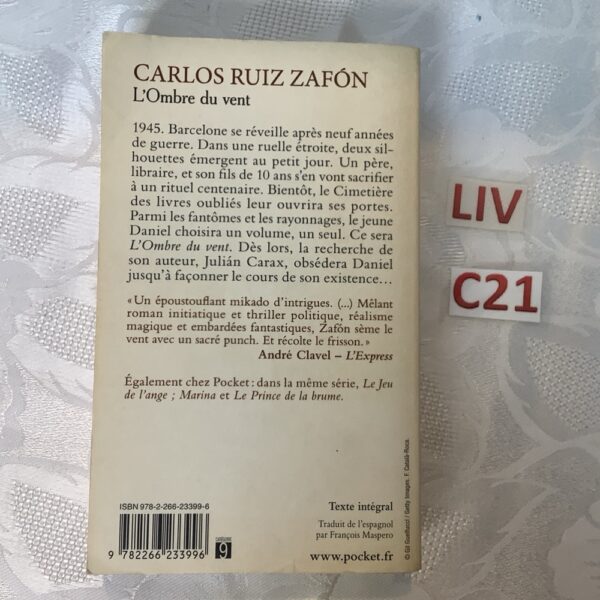 CARLOS RUIZ ZAFÓN
L'Ombre du vent
1945. Barcelone se réveille après neuf années
de guerre. Dans une ruelle étroite, deux sil-
houettes émergent au petit jour. Un père,
libraire, et son fils de 10 ans s'en vont sacrifier
à un rituel centenaire. Bientôt, le Cimetière
des livres oubliés leur ouvrira ses portes.
Parmi les fantômes et les rayonnages, le jeune
Daniel choisira un volume, un seul. Ce sera
L'Ombre du vent. Dès lors, la recherche de
son auteur, Julián Carax, obsédera Daniel
jusqu'à façonner le cours de son existence…
« Un époustouflant mikado d'intrigues. (...) Mêlant
roman initiatique et thriller politique, réalisme
magique et embardées fantastiques, Zafón sème le
vent avec un sacré punch. Et récolte le frisson. »
André Clavel – L'Express
Également chez Pocket : dans la même série, Le Jeu
de l'ange ; Marina et Le Prince de la brume.
ISBN 978-2-266-23399-6
CATÉGORIE
9
9 782266 233996
Texte intégral
Traduit de l'espagnol
par François Maspero
www.pocket.fr
LIV
C21